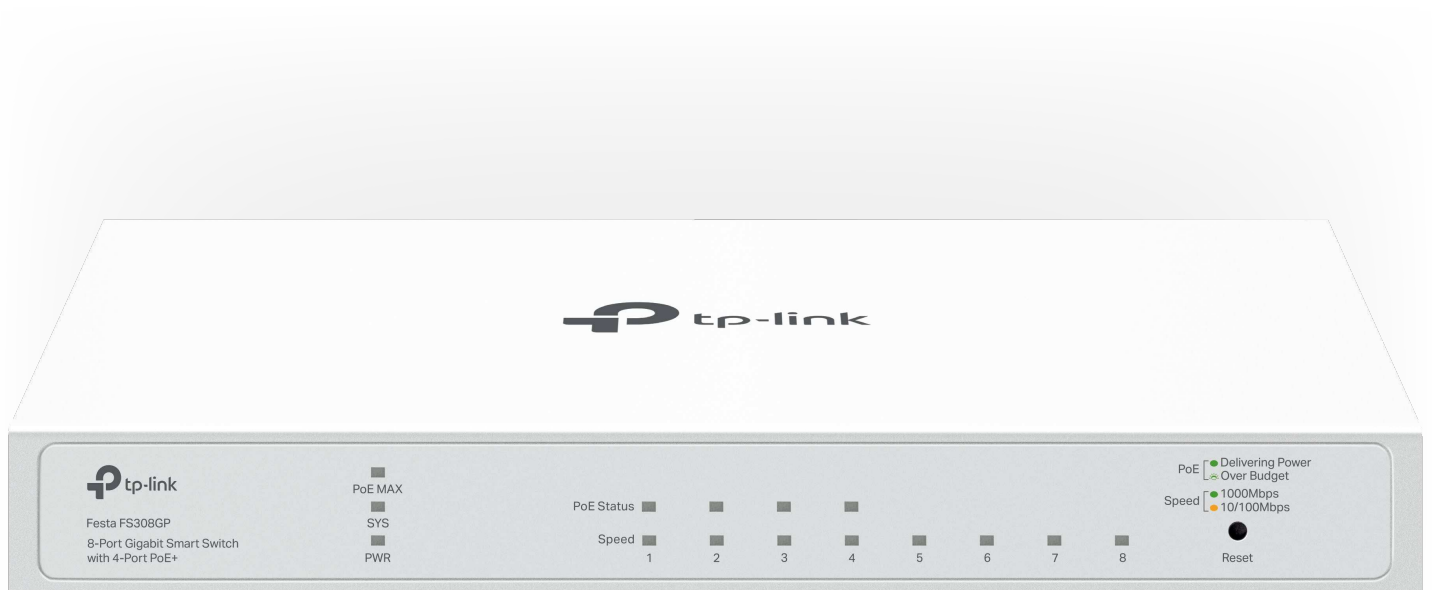 tp-link
tp-link
Festa FS308GP
8-Port Gigabit Smart Switch
with 4-Port PoE+
PoE MAX
SYS
PWR
PoE Status
Speed
1 2 3 4 5 6 7 8
PoE
Delivering Power
Over Budget
Speed
1000Mbps
10/100Mbps
Reset